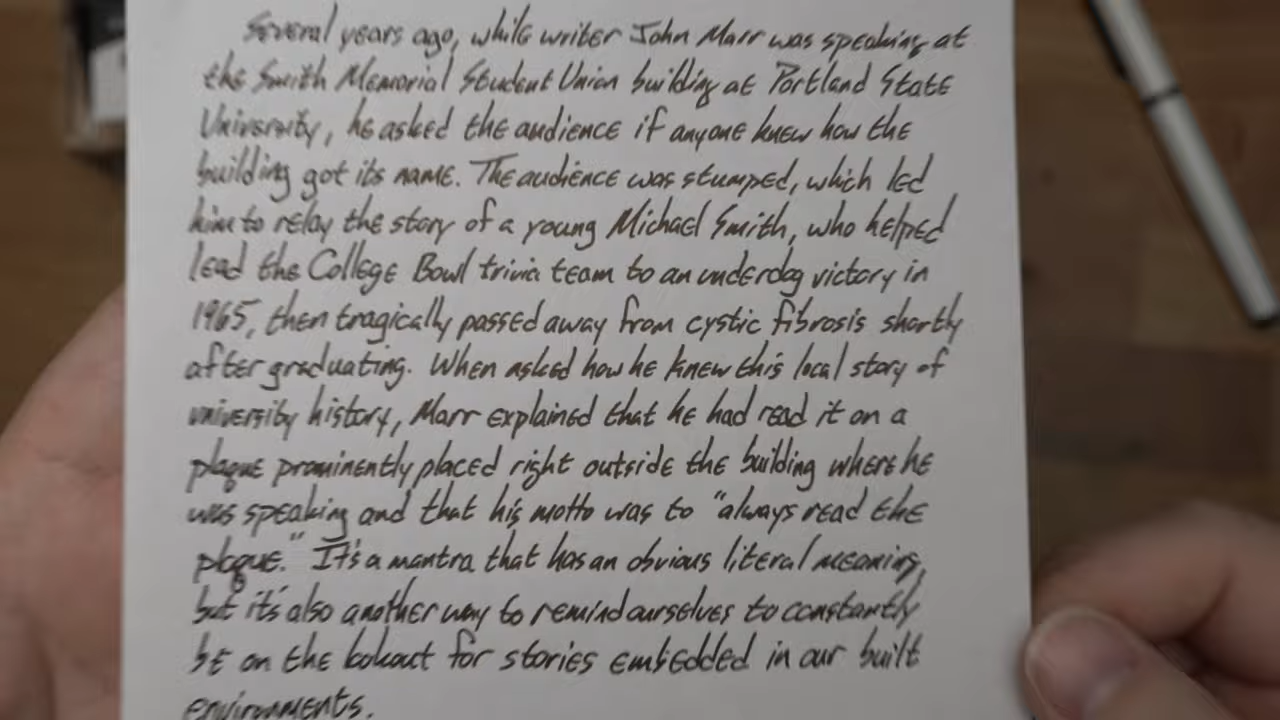 Several years ago, while writer John Marr was speaking at
the Smith Memorial Student Union building at Portland State
University, he asked the audience if anyone knew how the
building got its name. The audience was stumped, which led
him to relay the story of a young Michael Smith, who helped
lead the College Bowl trivia team to an underdog victory in
1965, then tragically passed away from cystic fibrosis shortly
after graduating. When asked how he knew this local story of
university history, Marr explained that he had read it on a
plaque prominently placed right outside the building where he
was speaking and that his motto was to "always read the
plaque." It's a mantra that has an obvious literal meaning,
but it's also another way to remind ourselves to constantly
be on the lookout for stories embedded in our built
environments.